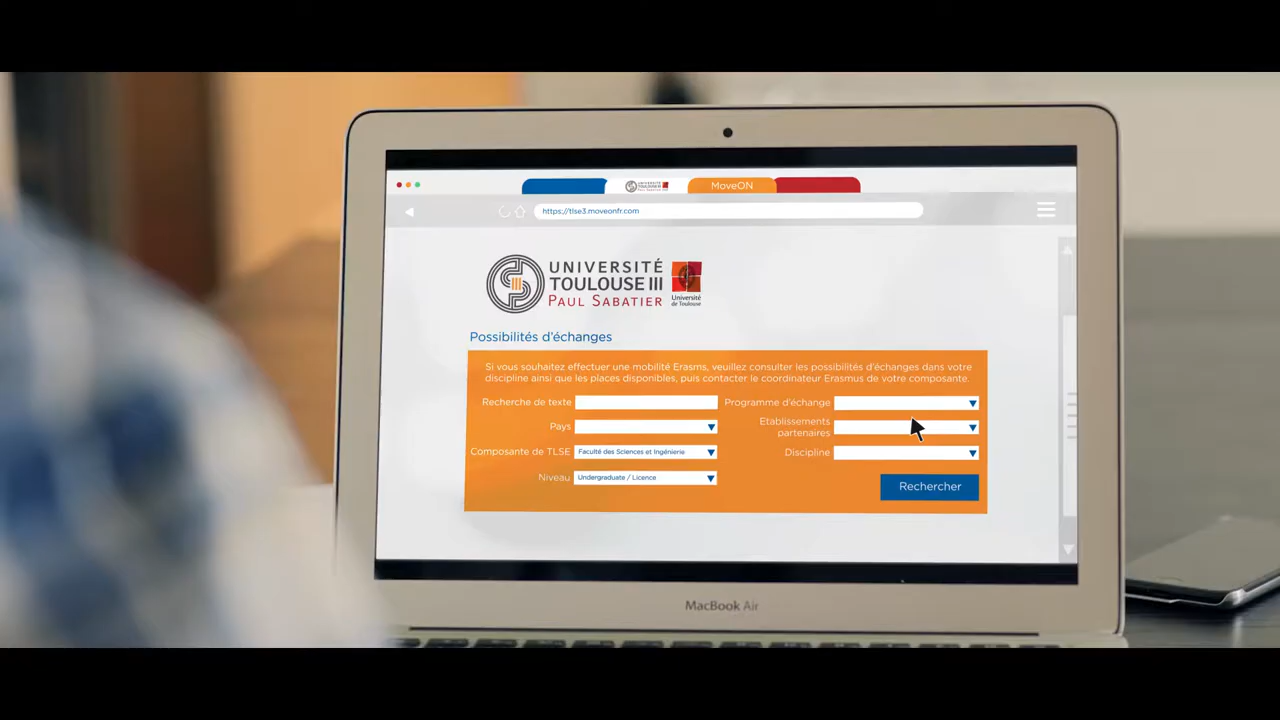 MoveON
https://tlse3.moveonfr.com
UNIVERSITÉ
TOULOUSE III
PAUL SABATIER
Université
de Toulouse
Possibilités d'échanges
Si vous souhaitez effectuer une mobilité Erasms, veuillez consulter les possibilités d'échanges dans votre
discipline ainsi que les places disponibles, puis contacter le coordinateur Erasmus de votre composante.
Recherche de texte
Programme d'échange
Pays
Etablissements
partenaires
Composante de TLSE
Faculté des Sciences et Ingénierie
Discipline
Niveau
Undergraduate / Licence
Rechercher
MacBook Air